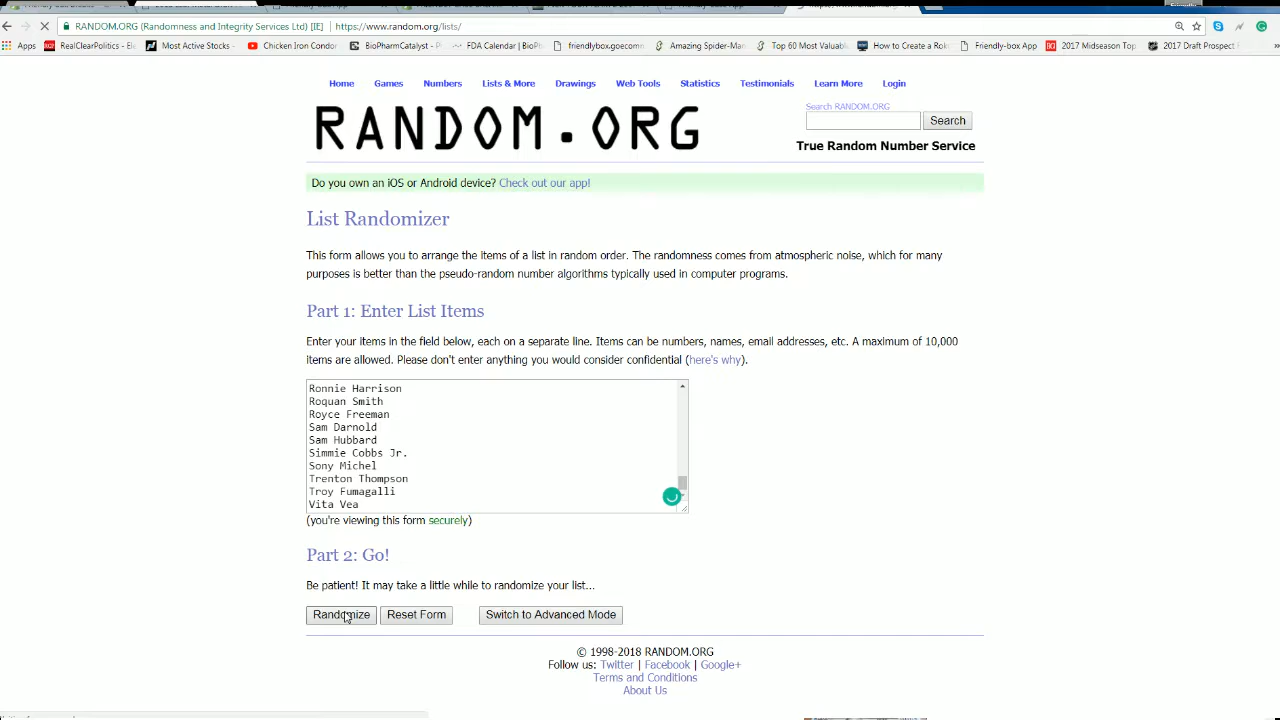 RANDOM.ORG (Randomness and Integrity Services Ltd) [IE] https://www.random.org/lists/
Apps RealClearPolitics - Ele Most Active Stocks - Chicken Iron Condor BioPharmCatalyst - FDA Calendar | BioP friendlybox.goecomn Amazing Spider-Mar Top 60 Most Valuabl How to Create a Rok Friendly-box App 2017 Midseason Top 2017 Draft Prospect
Home Games Numbers Lists & More Drawings Web Tools Statistics Testimonials Learn More Login
RANDOM.ORG
Search RANDOM.ORG
Search
True Random Number Service
Do you own an iOS or Android device? Check out our app!
List Randomizer
This form allows you to arrange the items of a list in random order. The randomness comes from atmospheric noise, which for many
purposes is better than the pseudo-random number algorithms typically used in computer programs.
Part 1: Enter List Items
Enter your items in the field below, each on a separate line. Items can be numbers, names, email addresses, etc. A maximum of 10,000
items are allowed. Please don't enter anything you would consider confidential (here's why).
Ronnie Harrison
Roquan Smith
Royce Freeman
Sam Darnold
Sam Hubbard
Simmie Cobbs Jr.
Sony Michel
Trenton Thompson
Troy Fumagalli
Vita Vea
(you're viewing this form securely)
Part 2: Go!
Be patient! It may take a little while to randomize your list...
Randomize Reset Form Switch to Advanced Mode
© 1998-2018 RANDOM.ORG
Follow us: Twitter | Facebook | Google+
Terms and Conditions
About Us